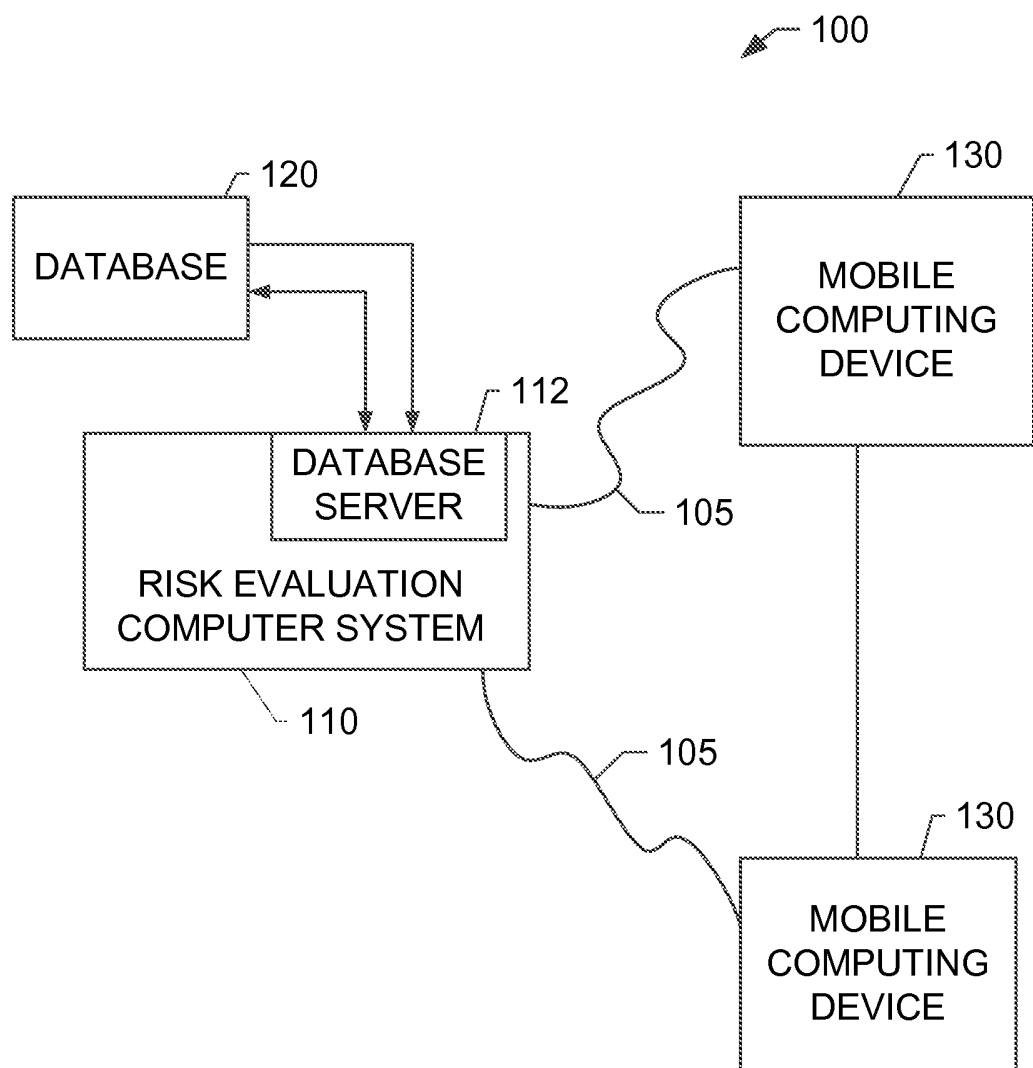 100
130
120
DATABASE
MOBILE
COMPUTING
DEVICE
112
DATABASE
SERVER
105
RISK EVALUATION
COMPUTER SYSTEM
110
105
130
MOBILE
COMPUTING
DEVICE